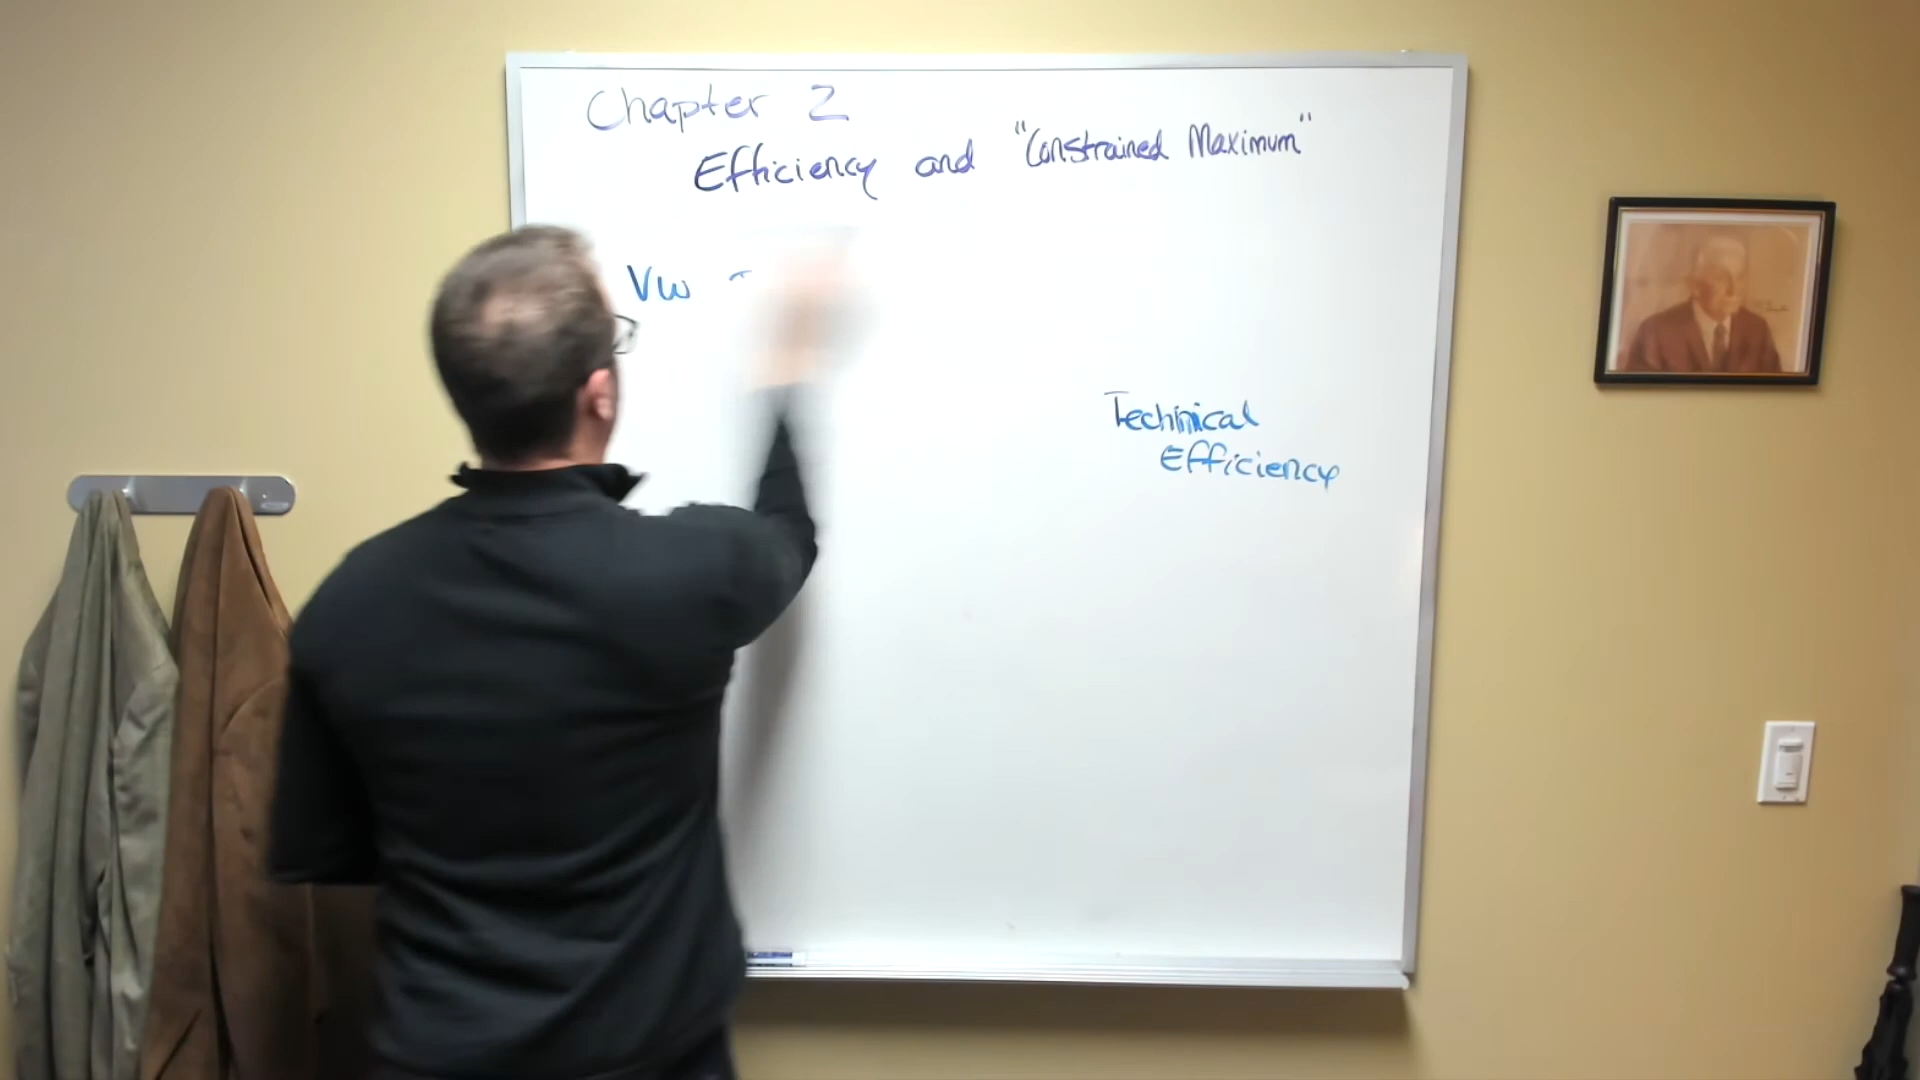 Chapter 2
Efficiency and "Constrained Maximum"
VW
Technical
Efficiency